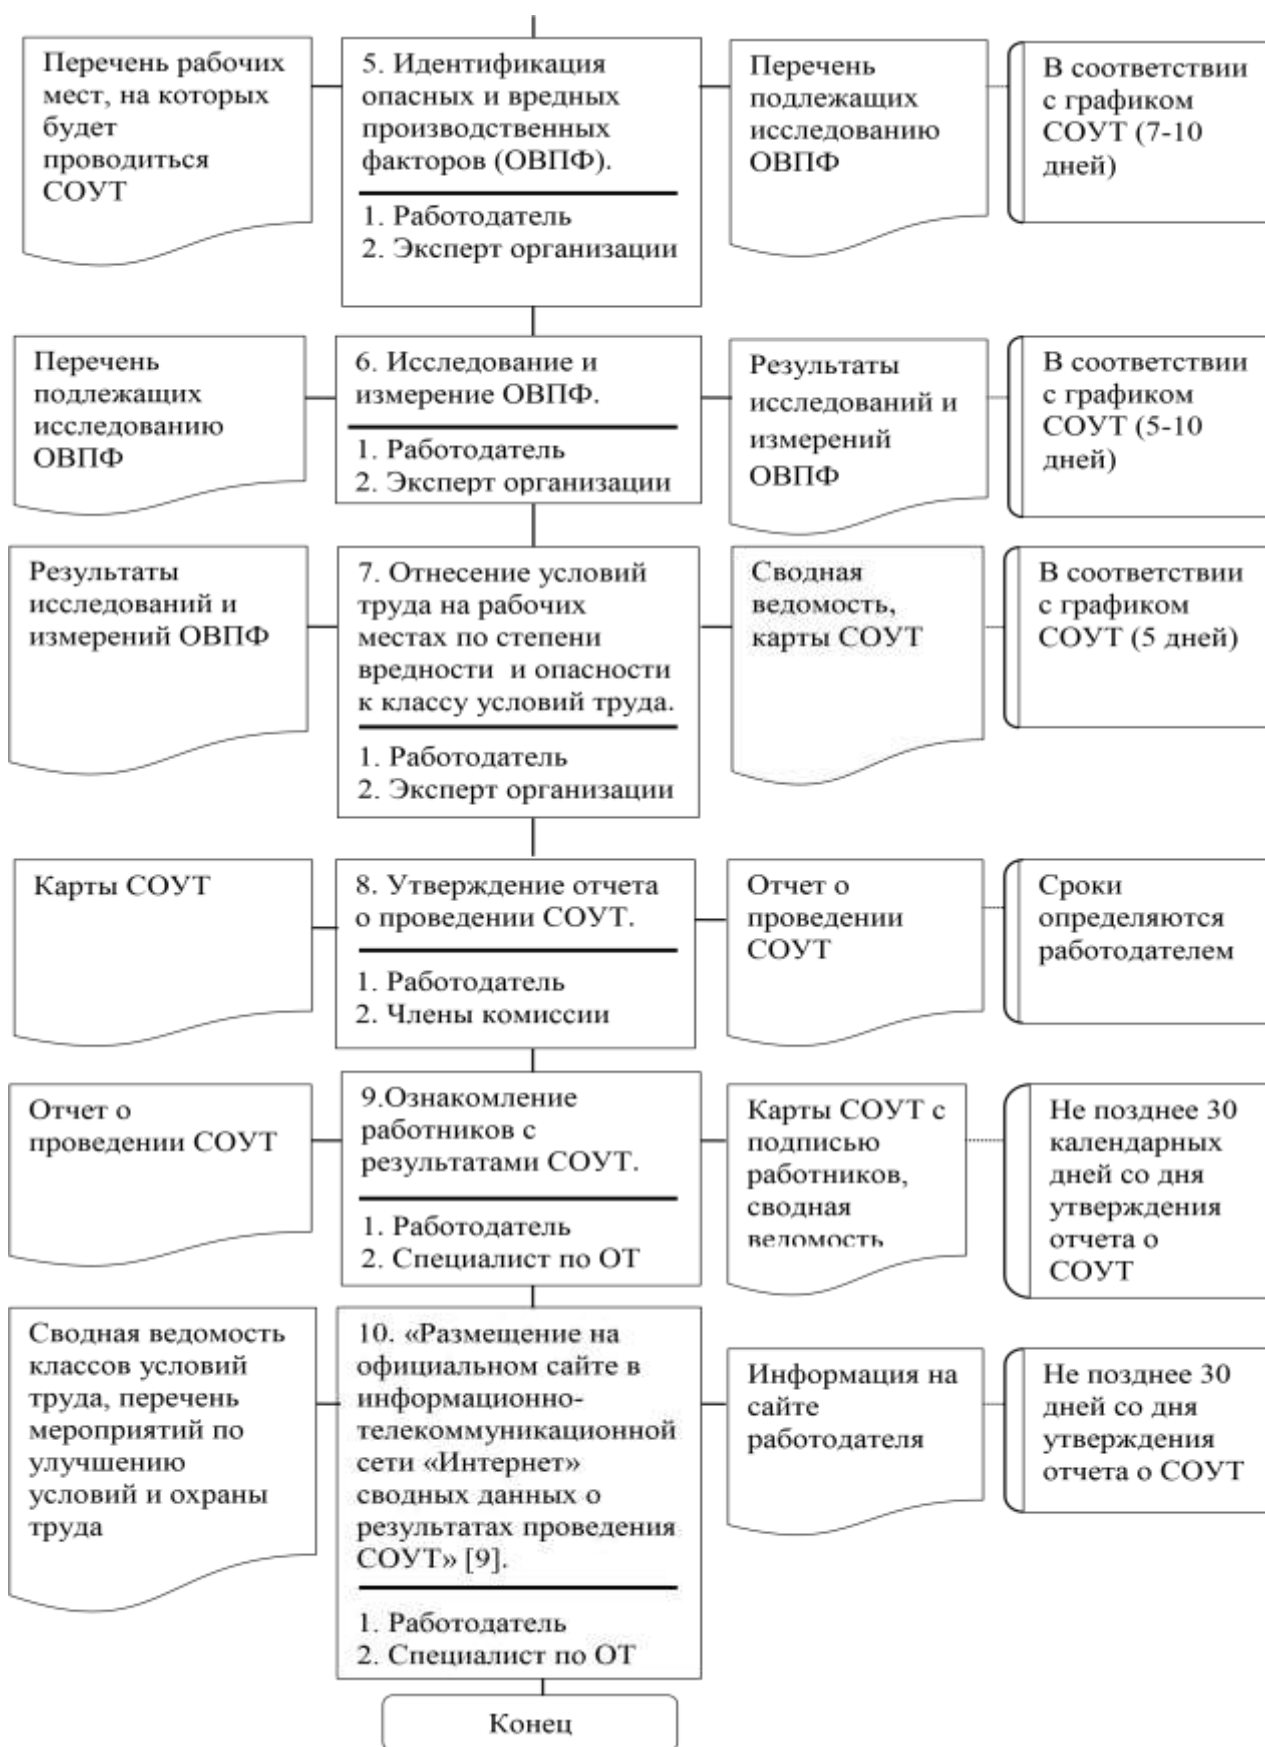 Перечень рабочих
мест, на которых
будет
проводиться
СОУТ
5. Идентификация
опасных и вредных
производственных
факторов (ОВПФ).
1. Работодатель
2. Эксперт организации
Перечень
подлежащих
исследованию
ОВПФ
В соответствии
с графиком
СОУТ (7-10
дней)
Перечень
подлежащих
исследованию
ОВПФ
6. Исследование и
измерение ОВПФ.
1. Работодатель
2. Эксперт организации
Результаты
исследований и
измерений
ОВПФ
В соответствии
с графиком
СОУТ (5-10
дней)
Результаты
исследований и
измерений ОВПФ
7. Отнесение условий
труда на рабочих
местах по степени
вредности и опасности
к классу условий труда.
1. Работодатель
2. Эксперт организации
Сводная
ведомость,
карты СОУТ
В соответствии
с графиком
СОУТ (5 дней)
Карты СОУТ
8. Утверждение отчета
о проведении СОУТ.
1. Работодатель
2. Члены комиссии
Отчет о
проведении
СОУТ
Сроки
определяются
работодателем
Отчет о
проведении СОУТ
9.Ознакомление
работников с
результатами СОУТ.
1. Работодатель
2. Специалист по ОТ
Карты СОУТ с
подписью
работников,
сводная
ведомость
Не позднее 30
календарных
дней со дня
утверждения
отчета о
СОУТ
Сводная ведомость
классов условий
труда, перечень
мероприятий по
улучшению
условий и охраны
труда
10. «Размещение на
официальном сайте в
информационно-
телекоммуникационной
сети «Интернет»
сводных данных о
результатах проведения
СОУТ» [9].
1. Работодатель
2. Специалист по ОТ
Информация на
сайте
работодателя
Не позднее 30
дней со дня
утверждения
отчета о СОУТ
Конец